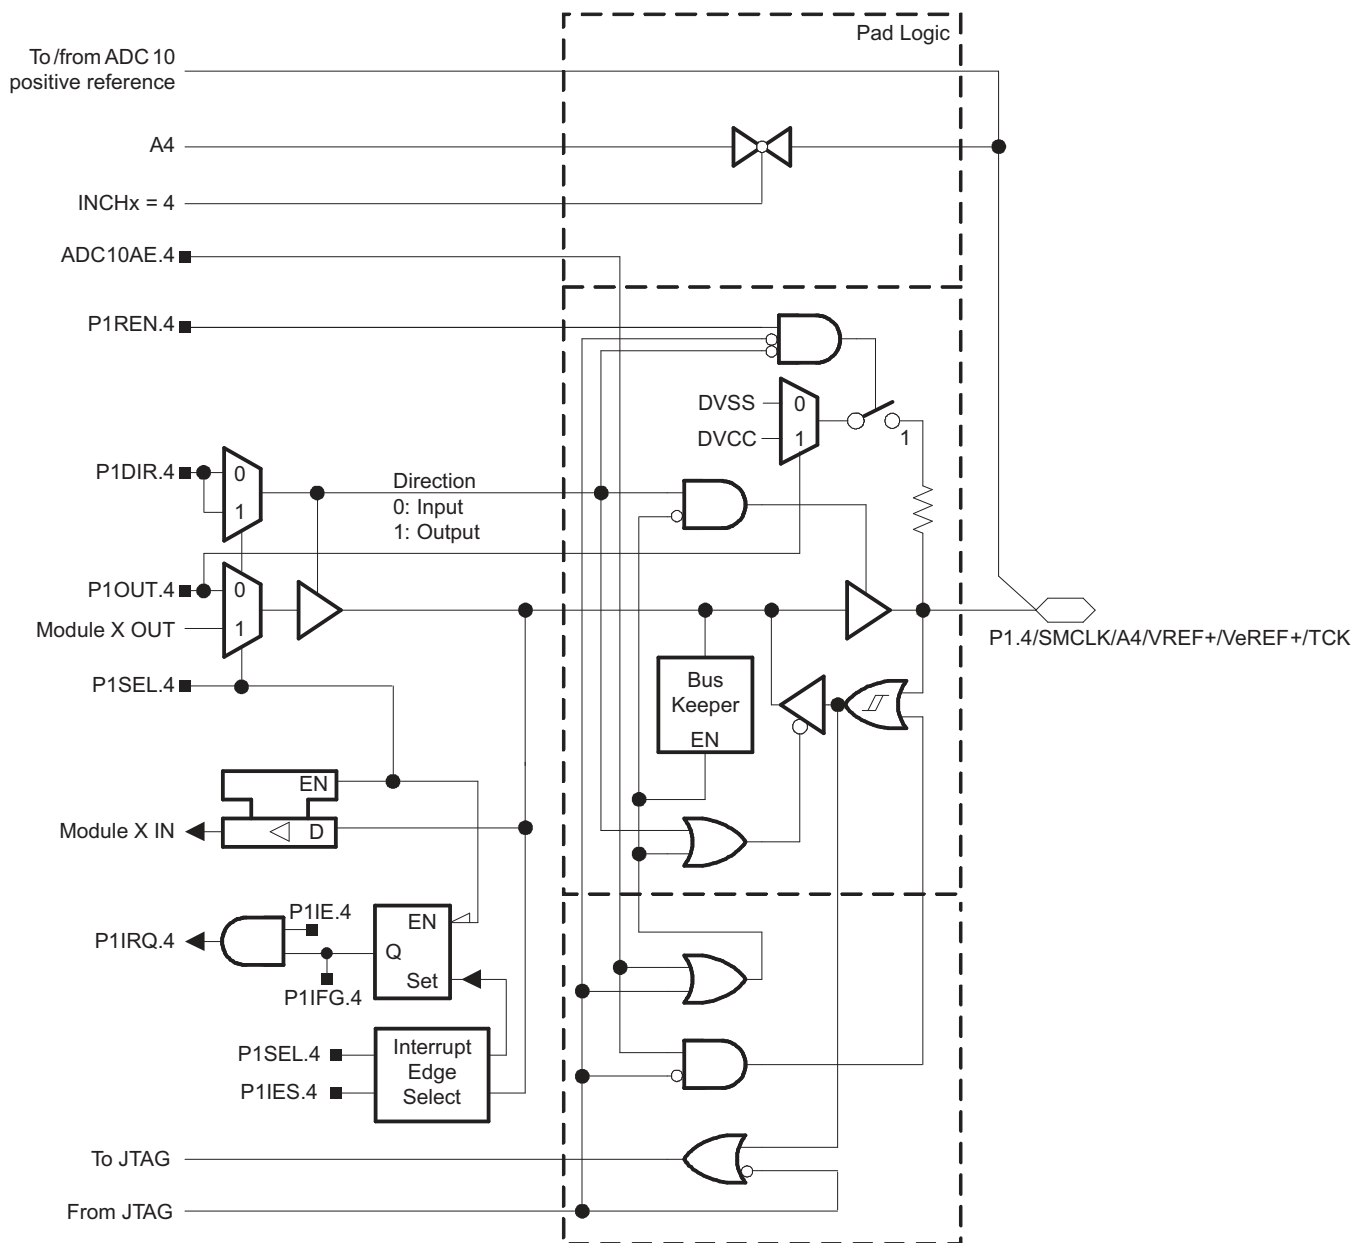 Pad Logic
To/from ADC 10
positive reference
A4
INCHx = 4
ADC10AE.4
P1REN.4
DVSS
0
DVCC
1
1
P1DIR.4
0
1
Direction
0: Input
1: Output
P1OUT.4
0
Module X OUT
1
P1.4/SMCLK/A4/VREF+/VeREF+/TCK
P1SEL.4
Bus
Keeper
EN
EN
Module X IN
D
P1IE.4
P1IRQ.4
EN
Q
Set
P1IFG.4
P1SEL.4
P1IES.4
Interrupt
Edge
Select
To JTAG
From JTAG